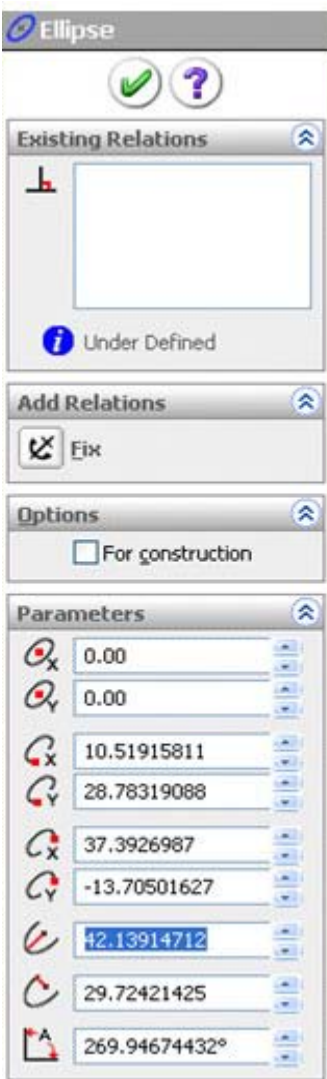 Ellipse
?
Existing Relations
i Under Defined
Add Relations
Fix
Options
For construction
Parameters
X 0.00
Y 0.00
X 10.51915811
Y 28.78319088
X 37.3926987
Y -13.70501627
42.13914712
29.72421425
A 269.94674432°